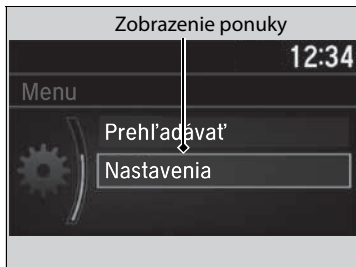 Zobrazenie ponuky
12:34
Menu
Prehľadávať
Nastavenia